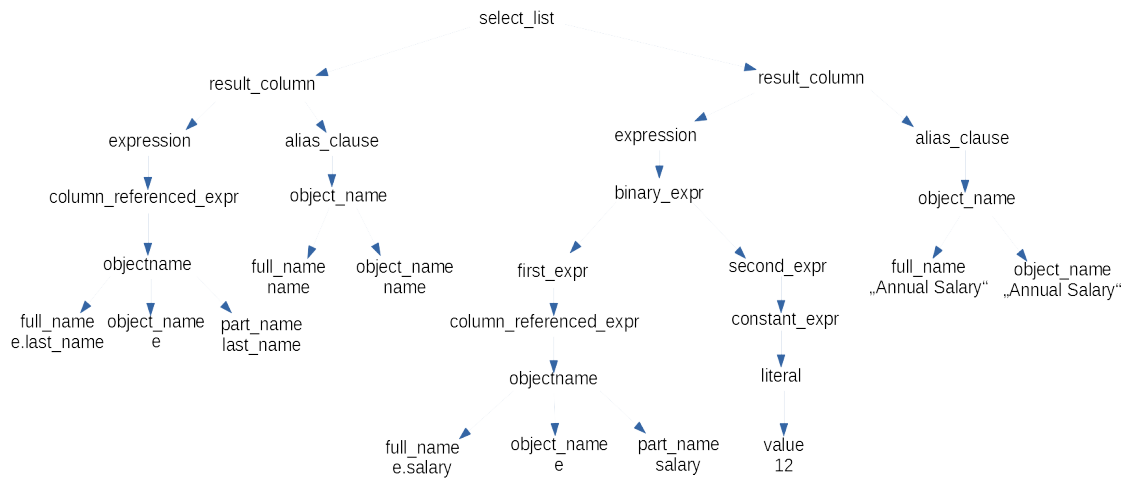 select_list
result_column
result_column
expression
alias_clause
expression
alias_clause
column_referenced_expr
object_name
binary_expr
object_name
objectname
full_name
name
object_name
name
first_expr
second_expr
full_name
„Annual Salary“
object_name
„Annual Salary“
full_name
e.last_name
object_name
e
part_name
last_name
column_referenced_expr
constant_expr
objectname
literal
full_name
e.salary
object_name
e
part_name
salary
value
12